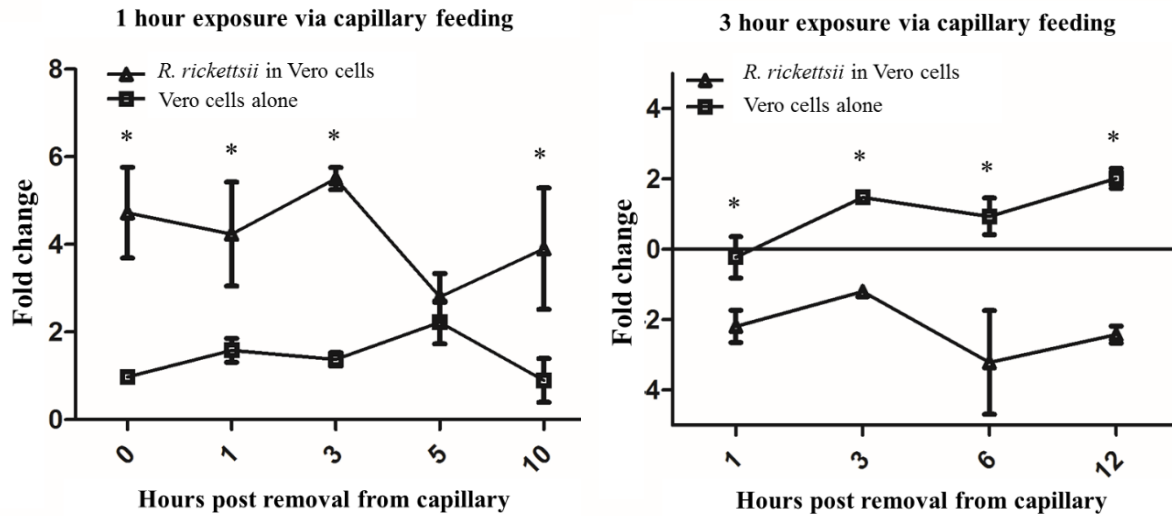 1 hour exposure via capillary feeding
R. rickettsii in Vero cells
Vero cells alone
* * * *
Fold change
8
6
4
2
0
0 1 3 5 10
Hours post removal from capillary
3 hour exposure via capillary feeding
R. rickettsii in Vero cells
Vero cells alone
* * * *
Fold change
4
2
0
-2
-4
1 3 6 12
Hours post removal from capillary